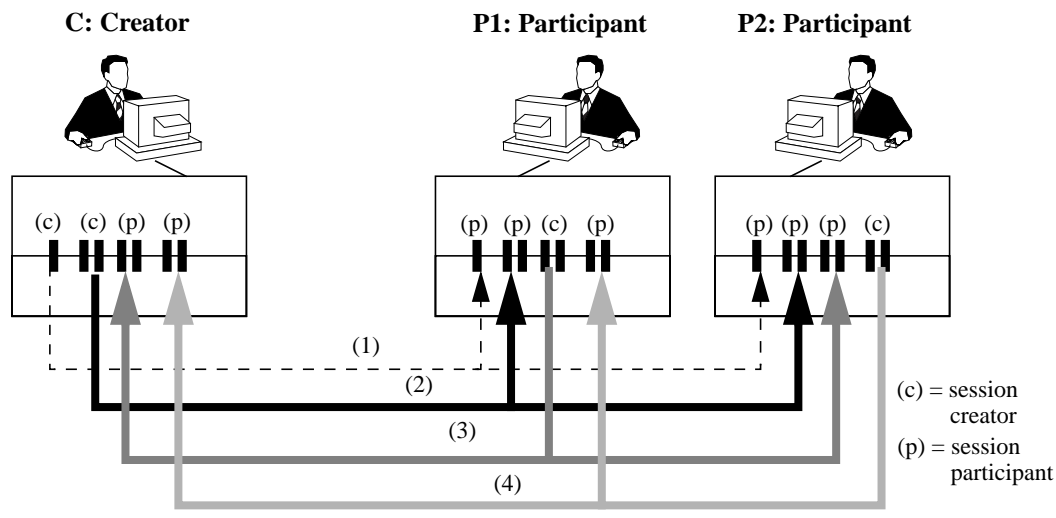 C: Creator P1: Participant P2: Participant
(c) (c) (p) (p) (p) (p) (c) (p) (p) (p) (p) (c)
(1)
(2)
(3)
(4)
(c) = session
creator
(p) = session
participant